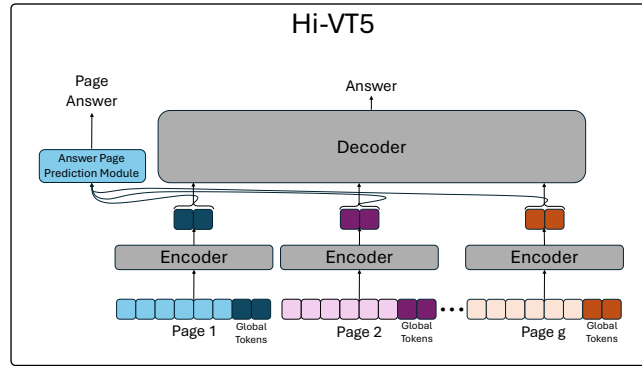 Hi-VT5
Page
Answer
Answer
Answer Page
Prediction Module
Decoder
Encoder
Encoder
Encoder
Page 1
Global
Tokens
Page 2
Global
Tokens
Page g
Global
Tokens